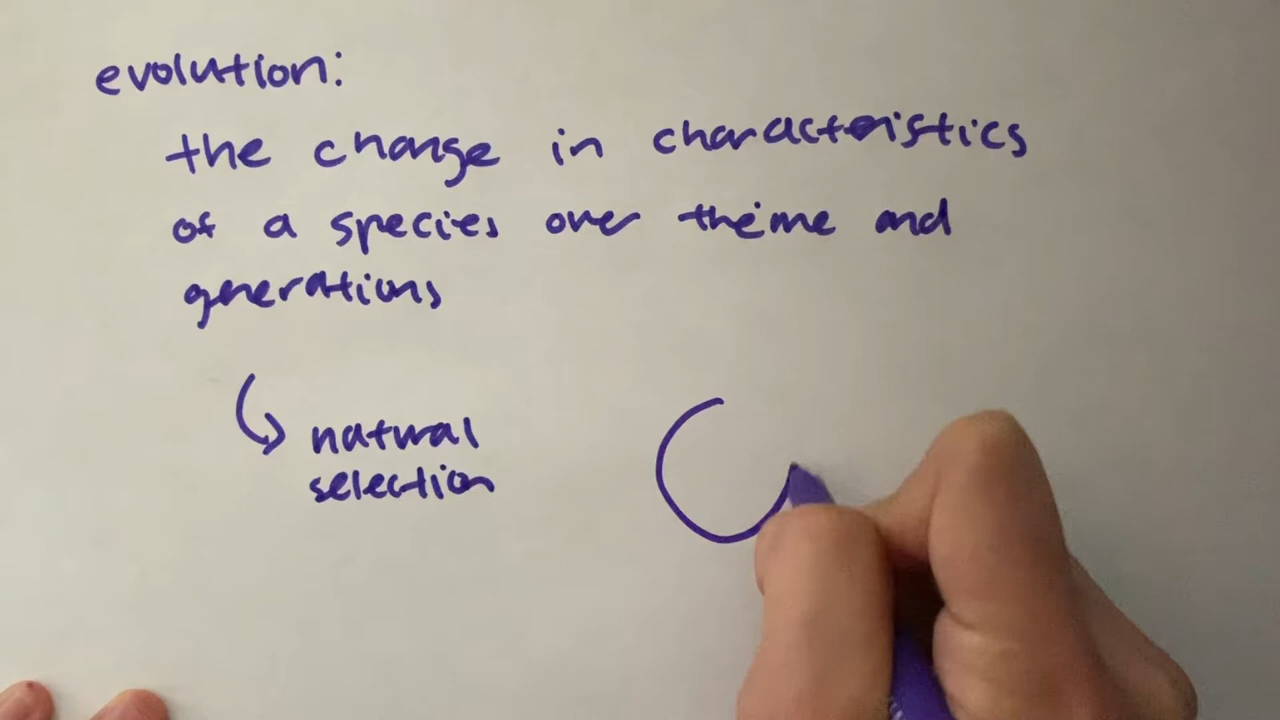 evolution:
the change in characteristics
of a species over theime and
generations
natural
selection